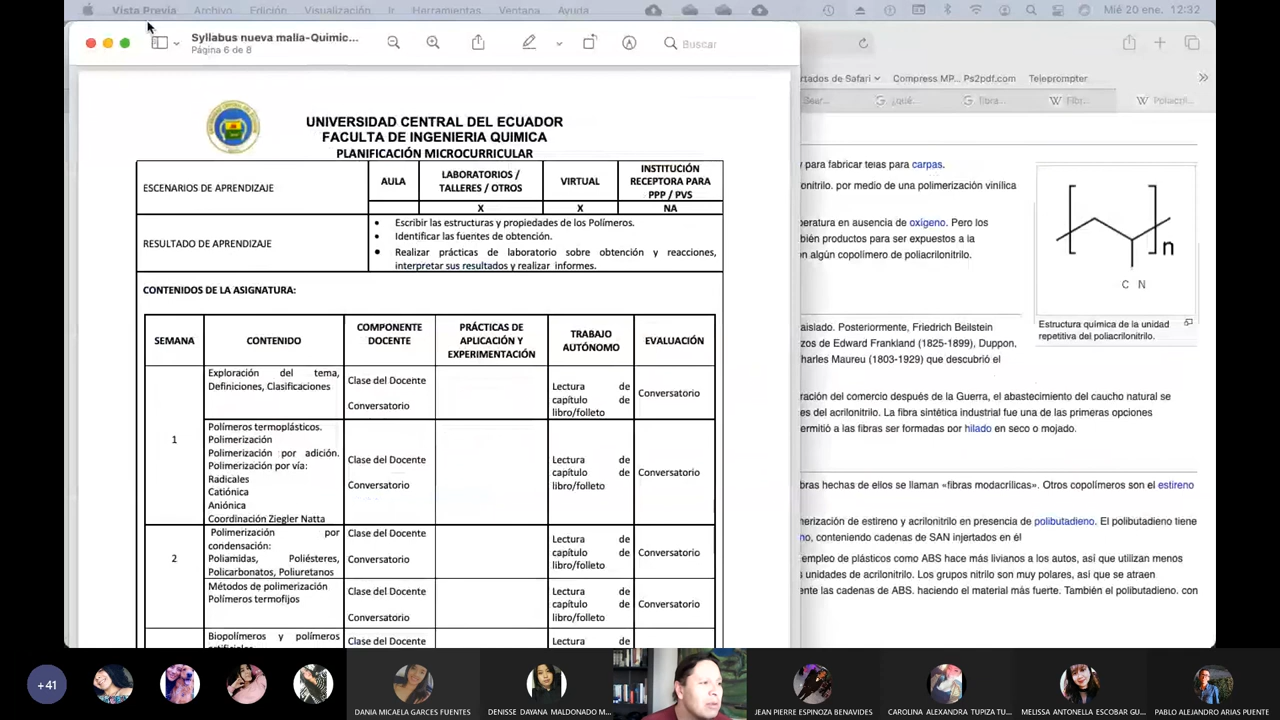 Vista Previa Archivo Edición Visualización Ir Herramientas Ventana Ayuda Mié 20 ene. 12:32
Syllabus nueva malla-Quimic...
Página 6 de 8
Buscar
UNIVERSIDAD CENTRAL DEL ECUADOR
FACULTA DE INGENIERIA QUIMICA
PLANIFICACIÓN MICROCURRICULAR
ESCENARIOS DE APRENDIZAJE
AULA
LABORATORIOS /
TALLERES / OTROS
VIRTUAL
INSTITUCIÓN
RECEPTORA PARA
PPP / PVS
X X NA
RESULTADO DE APRENDIZAJE
• Escribir las estructuras y propiedades de los Polímeros.
• Identificar las fuentes de obtención.
• Realizar prácticas de laboratorio sobre obtención y reacciones,
interpretar sus resultados y realizar informes.
CONTENIDOS DE LA ASIGNATURA:
SEMANA
CONTENIDO
COMPONENTE
DOCENTE
PRÁCTICAS DE
APLICACIÓN Y
EXPERIMENTACIÓN
TRABAJO
AUTÓNOMO
EVALUACIÓN
1
Exploración del tema,
Definiciones, Clasificaciones
Clase del Docente
Conversatorio
Lectura de
capítulo de
libro/folleto
Conversatorio
Polímeros termoplásticos.
Polimerización
Polimerización por adición.
Polimerización por vía:
Radicales
Catiónica
Aniónica
Coordinación Ziegler Natta
Clase del Docente
Conversatorio
Lectura de
capítulo de
libro/folleto
Conversatorio
2
Polimerización por
condensación:
Poliamidas, Poliésteres,
Policarbonatos, Poliuretanos
Clase del Docente
Conversatorio
Lectura de
capítulo de
libro/folleto
Conversatorio
Métodos de polimerización
Polímeros termofijos
Clase del Docente
Conversatorio
Lectura de
capítulo de
libro/folleto
Conversatorio
Biopolímeros y polímeros
Clase del Docente
Lectura de
rtados de Safari Compress MP... Ps2pdf.com Teleprompter
¿qué... fibra... Fibr... Poliacril...
y para fabricar telas para carpas.
onitrilo. por medio de una polimerización vinílica
peratura en ausencia de oxígeno. Pero los
bién productos para ser expuestos a la
on algún copolímero de poliacrilonitrilo.
n
C N
Estructura química de la unidad
repetitiva del poliacrilonitrilo.
aislado. Posteriormente, Friedrich Beilstein
zos de Edward Frankland (1825-1899), Duppon,
harles Maureu (1803-1929) que descubrió el
ración del comercio después de la Guerra, el abastecimiento del caucho natural se
es del acrilonitrilo. La fibra sintética industrial fue una de las primeras opciones
ermitió a las fibras ser formadas por hilado en seco o mojado.
bras hechas de ellos se llaman «fibras modacrílicas». Otros copolímeros son el estireno
merización de estireno y acrilonitrilo en presencia de polibutadieno. El polibutadieno tiene
no, conteniendo cadenas de SAN injertados en él
empleo de plásticos como ABS hace más livianos a los autos, así que utilizan menos
s unidades de acrilonitrilo. Los grupos nitrilo son muy polares, así que se atraen
ente las cadenas de ABS. haciendo el material más fuerte. También el polibutadieno. con
+41
DANIA MICAELA GARCES FUENTES
DENISSE DAYANA MALDONADO M...
JEAN PIERRE ESPINOZA BENAVIDES
CAROLINA ALEXANDRA TUPIZA TU...
MELISSA ANTONELLA ESCOBAR GU...
PABLO ALEJANDRO ARIAS PUENTE